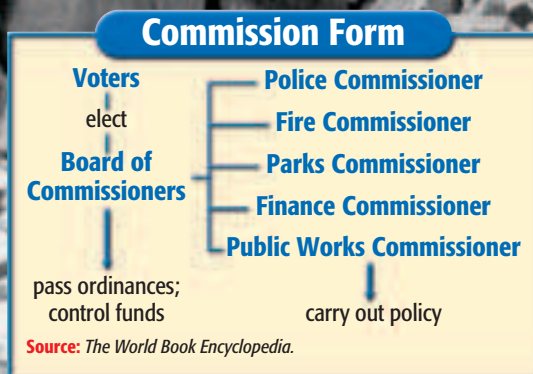 Commission Form
Voters
elect
Board of
Commissioners
pass ordinances;
control funds
Police Commissioner
Fire Commissioner
Parks Commissioner
Finance Commissioner
Public Works Commissioner
carry out policy
Source: The World Book Encyclopedia.